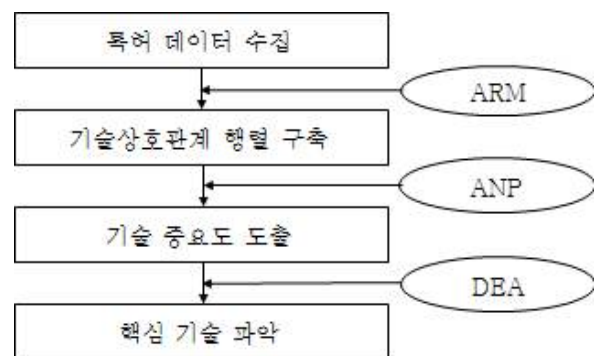 특허 데이터 수집
ARM
기술상호관계 행렬 구축
ANP
기술 중요도 도출
DEA
핵심 기술 파악